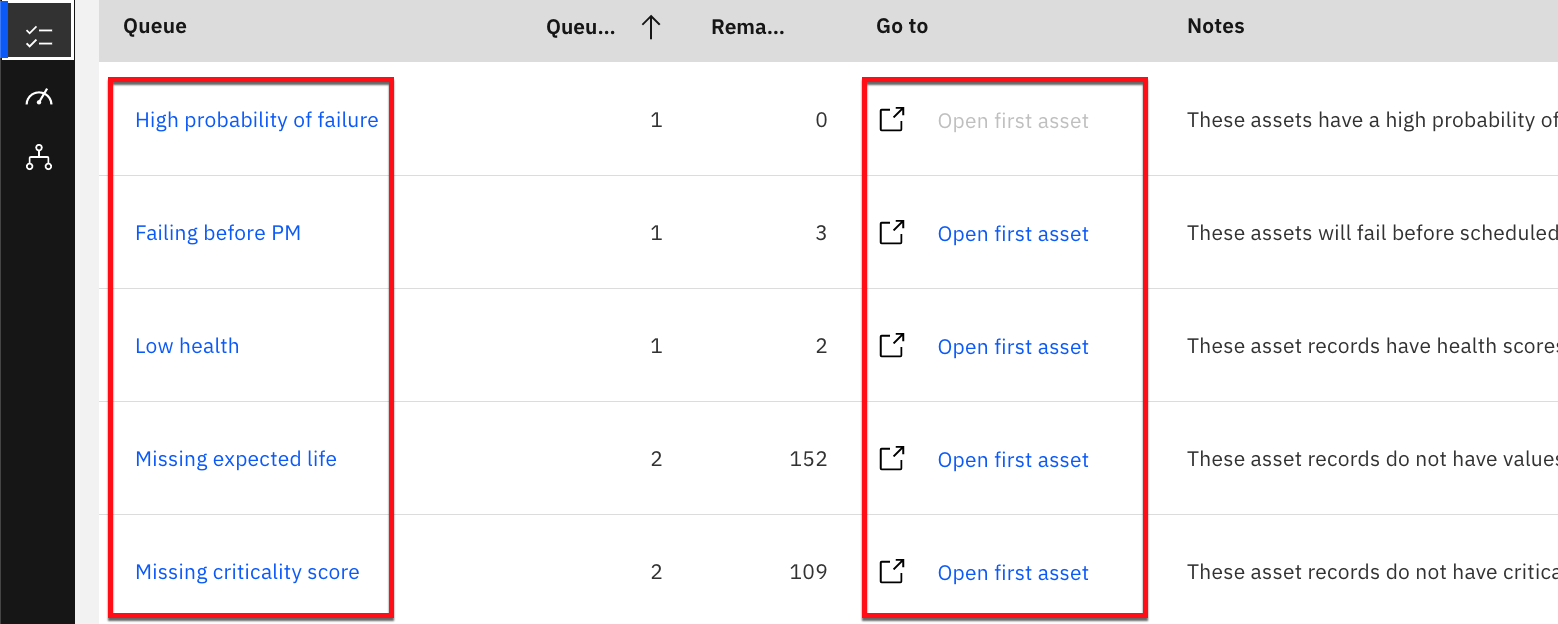 Queue Queu... Rema... Go to Notes
High probability of failure 1 0 Open first asset These assets have a high probability of
Failing before PM 1 3 Open first asset These assets will fail before scheduled
Low health 1 2 Open first asset These asset records have health scores
Missing expected life 2 152 Open first asset These asset records do not have values
Missing criticality score 2 109 Open first asset These asset records do not have critica